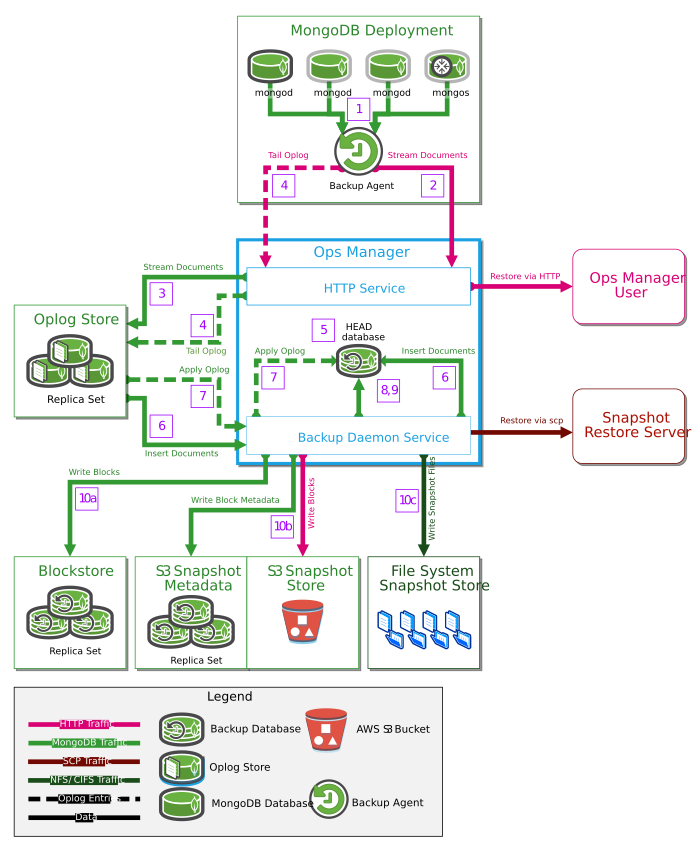 MongoDB Deployment
mongod
mongod
mongod
mongos
1
Tail Oplog
Stream Documents
4
Backup Agent
2
Ops Manager
Stream Documents
HTTP Service
Restore via HTTP
Ops Manager
User
3
4
Tail Oplog
Oplog Store
Replica Set
5
HEAD
database
Apply Oplog
Insert Documents
7
8,9
6
Apply Oplog
7
6
Insert Documents
Backup Daemon Service
Restore via scp
Snapshot
Restore Server
Write Blocks
10a
Write Block Metadata
10b
Write Blocks
10c
Write Snapshot Files
Blockstore
Replica Set
S3 Snapshot
Metadata
Replica Set
S3 Snapshot
Store
File System
Snapshot Store
Legend
HTTP Traffic
MongoDB Traffic
SCP Traffic
NFS/CIFS Traffic
Oplog Entries
Data
Backup Database
Oplog Store
MongoDB Database
AWS S3 Bucket
Backup Agent